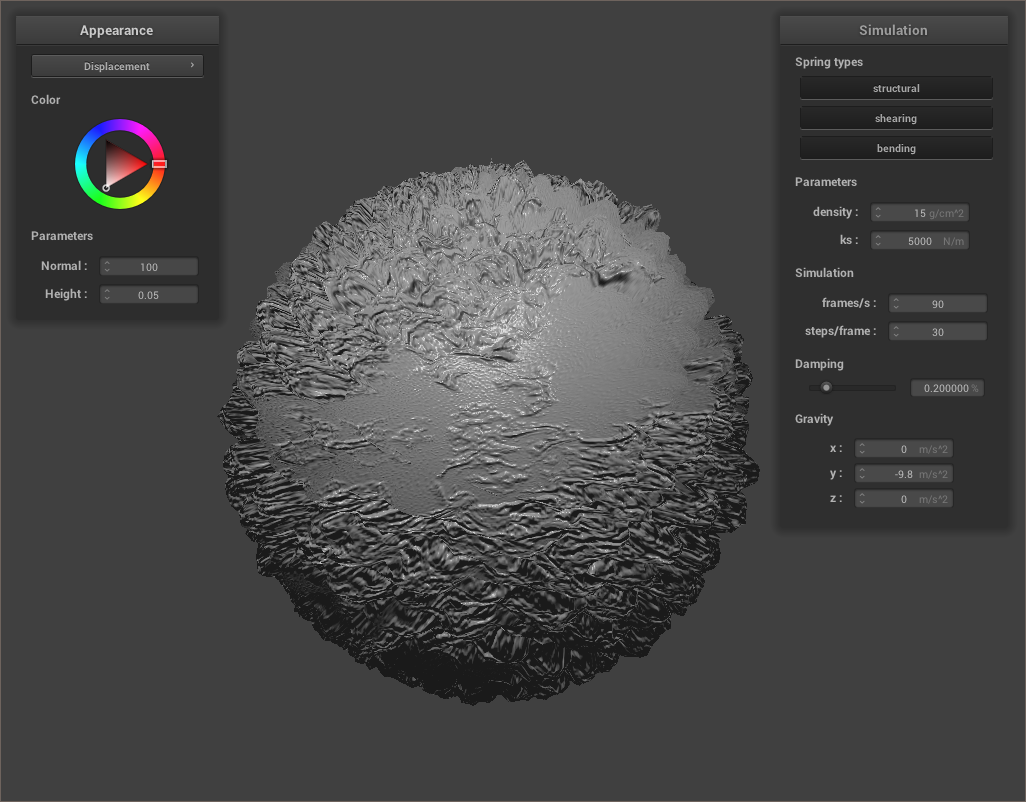 Appearance
Displacement ›
Color
Parameters
Normal : 100
Height : 0.05
Simulation
Spring types
structural
shearing
bending
Parameters
density : 15 g/cm^2
ks : 5000 N/m
Simulation
frames/s : 90
steps/frame : 30
Damping
0.200000 %
Gravity
x : 0 m/s^2
y : -9.8 m/s^2
z : 0 m/s^2